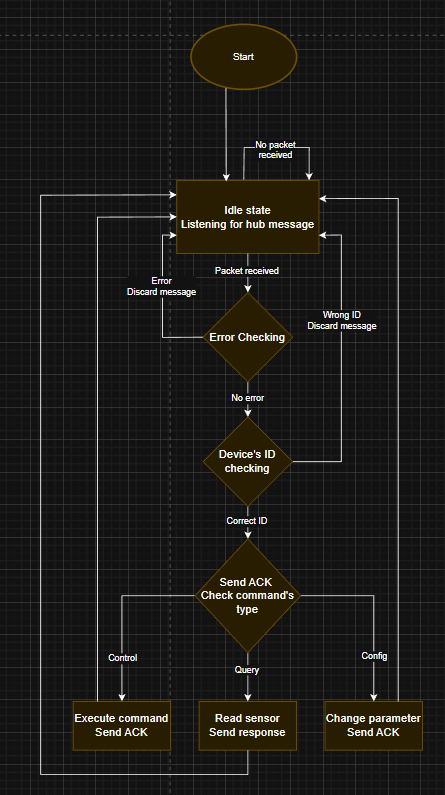 Start
No packet
received
Idle state
Listening for hub message
Packet received
Error
Discard message
Wrong ID
Discard message
Error Checking
No error
Device's ID
checking
Correct ID
Send ACK
Check command's
type
Control
Query
Config
Execute command
Send ACK
Read sensor
Send response
Change parameter
Send ACK